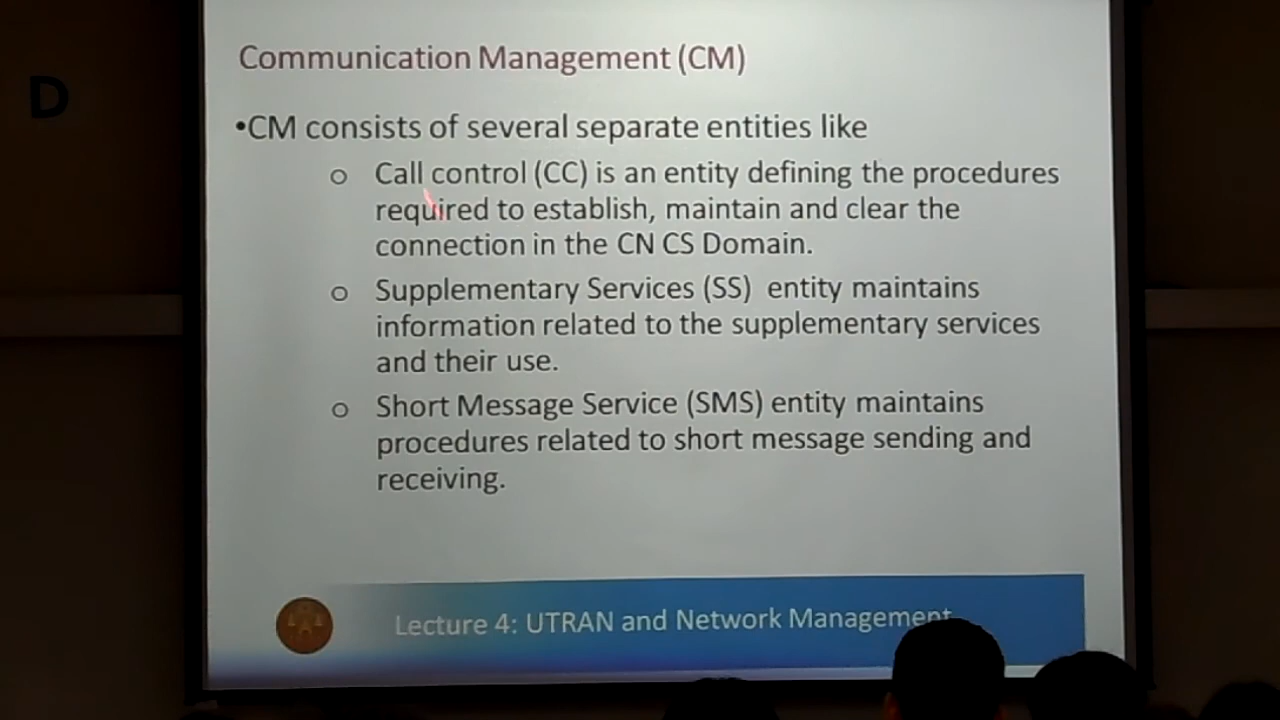 D
Communication Management (CM)
•CM consists of several separate entities like
o Call control (CC) is an entity defining the procedures
required to establish, maintain and clear the
connection in the CN CS Domain.
o Supplementary Services (SS) entity maintains
information related to the supplementary services
and their use.
o Short Message Service (SMS) entity maintains
procedures related to short message sending and
receiving.
Lecture 4: UTRAN and Network Management